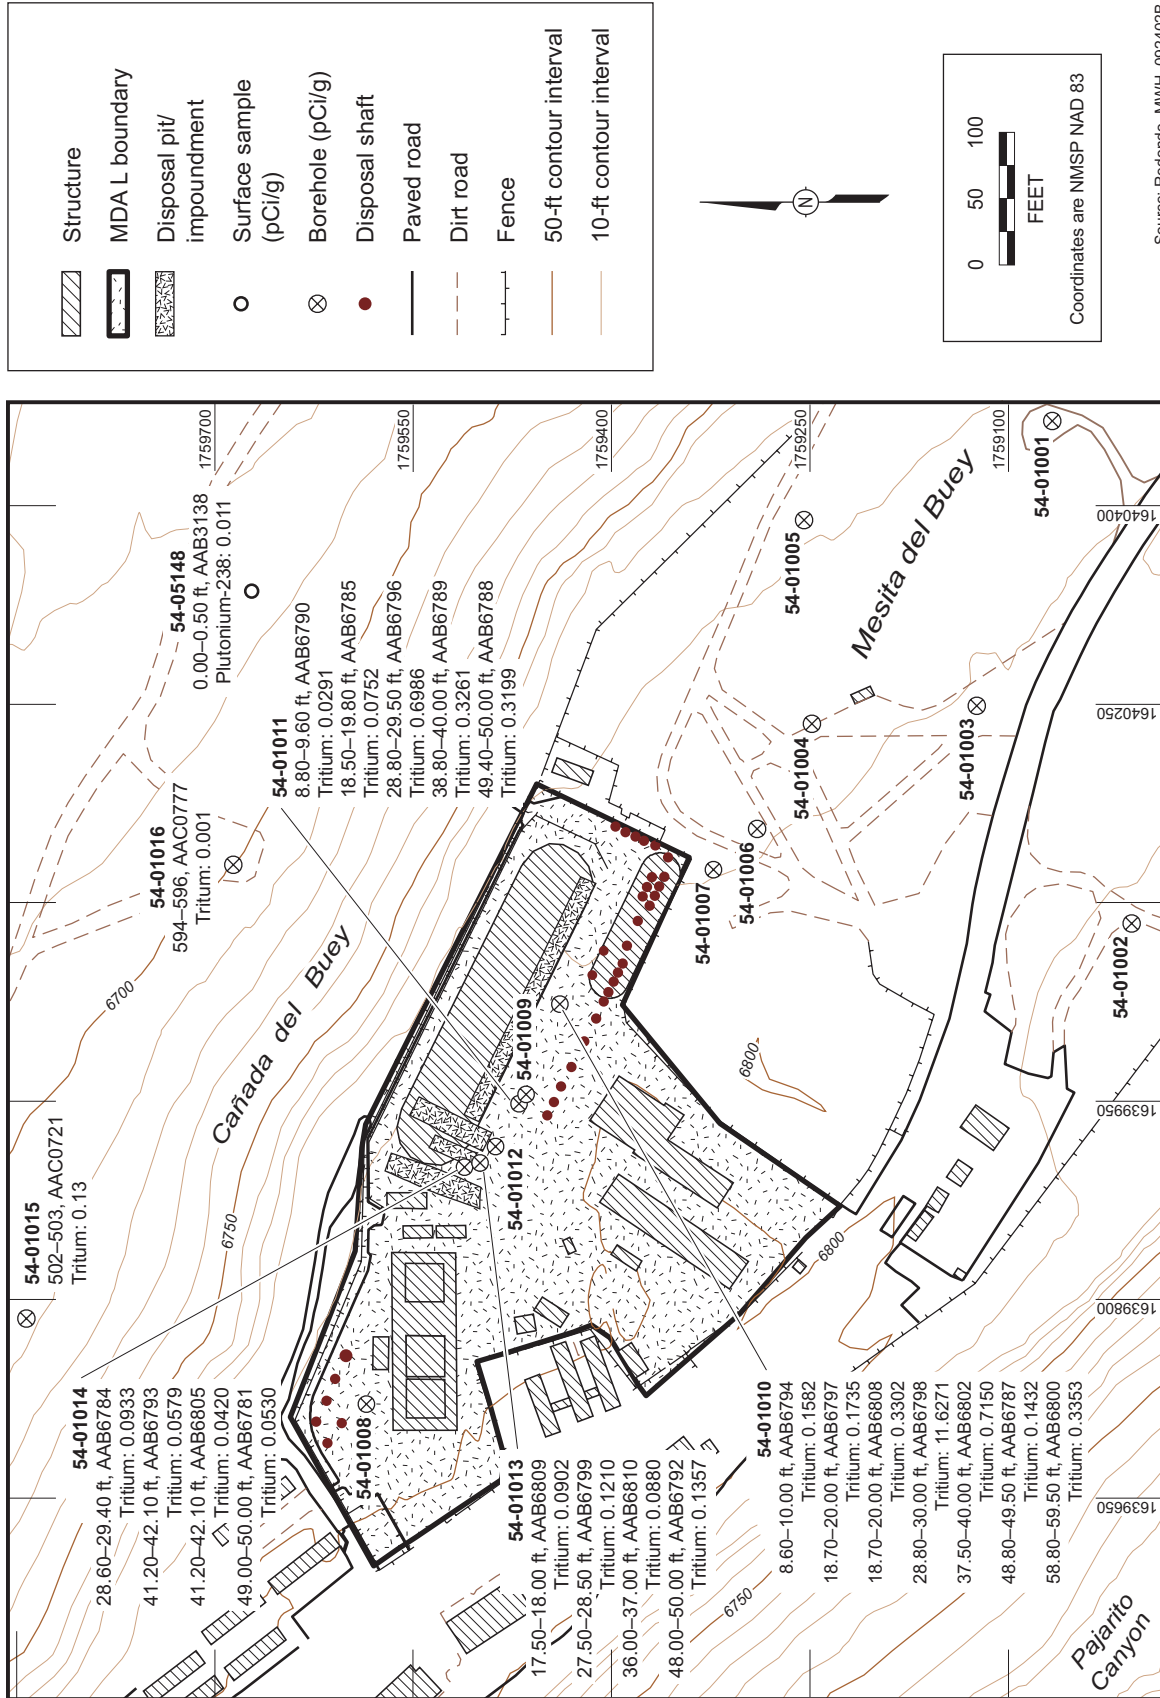 Structure
MDA L boundary
Disposal pit/
impoundment
Surface sample
(pCi/g)
Borehole (pCi/g)
Disposal shaft
Paved road
Dirt road
Fence
50-ft contour interval
10-ft contour interval
N
0 50 100
FEET
Coordinates are NMSP NAD 83
54-01015
502–503, AAC0721
Tritum: 0.13
54-01016
594–596, AAC0777
Tritum: 0.001
54-05148
0.00–0.50 ft, AAB3138
Plutonium-238: 0.011
54-01011
8.80–9.60 ft, AAB6790
Tritium: 0.0291
18.50–19.80 ft, AAB6785
Tritium: 0.0752
28.80–29.50 ft, AAB6796
Tritium: 0.6986
38.80–40.00 ft, AAB6789
Tritium: 0.3261
49.40–50.00 ft, AAB6788
Tritium: 0.3199
54-01014
28.60–29.40 ft, AAB6784
Tritium: 0.0933
41.20–42.10 ft, AAB6793
Tritium: 0.0579
41.20–42.10 ft, AAB6805
Tritium: 0.0420
49.00–50.00 ft, AAB6781
Tritium: 0.0530
54-01013
17.50–18.00 ft, AAB6809
Tritium: 0.0902
27.50–28.50 ft, AAB6799
Tritium: 0.1210
36.00–37.00 ft, AAB6810
Tritium: 0.0880
48.00–50.00 ft, AAB6792
Tritium: 0.1357
54-01010
8.60–10.00 ft, AAB6794
Tritium: 0.1582
18.70–20.00 ft, AAB6797
Tritium: 0.1735
18.70–20.00 ft, AAB6808
Tritium: 0.3302
28.80–30.00 ft, AAB6798
Tritium: 11.6271
37.50–40.00 ft, AAB6802
Tritium: 0.7150
48.80–49.50 ft, AAB6787
Tritium: 0.1432
58.80–59.50 ft, AAB6800
Tritium: 0.3353
54-01008
54-01012
54-01009
54-01007
54-01006
54-01004
54-01005
54-01003
54-01002
54-01001
Cañada del Buey
Mesita del Buey
Pajarito
Canyon
6700
6750
6800
6800
6750
1759700
1759550
1759400
1759250
1759100
1640400
1640250
1639950
1639800
1639650